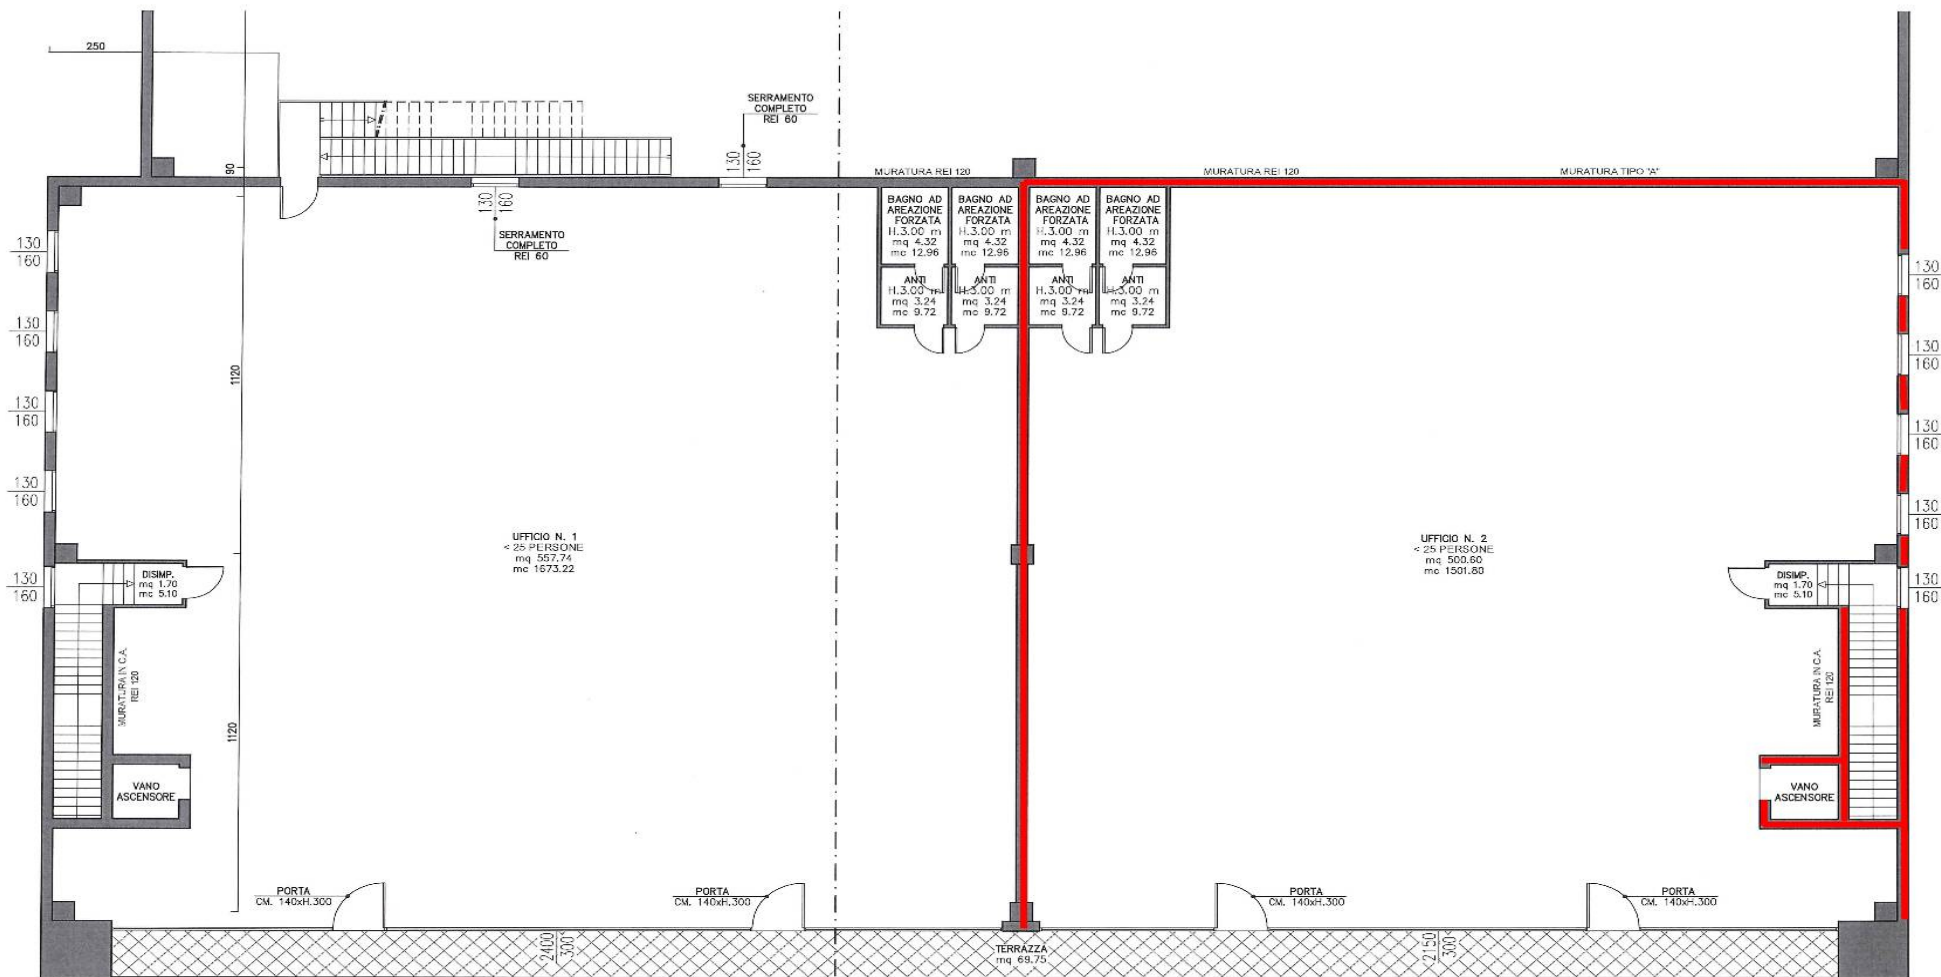 250
SERRAMENTO
COMPLETO
REI 60
90
130
160
MURATURA REI 120
MURATURA REI 120
MURATURA TIPO "A"
130
160
SERRAMENTO
COMPLETO
REI 60
BAGNO AD
AREAZIONE
FORZATA
H.3.00 m
mq 4.32
mc 12.96
BAGNO AD
AREAZIONE
FORZATA
H.3.00 m
mq 4.32
mc 12.96
BAGNO AD
AREAZIONE
FORZATA
H.3.00 m
mq 4.32
mc 12.96
BAGNO AD
AREAZIONE
FORZATA
H.3.00 m
mq 4.32
mc 12.96
ANTI
H.3.00 m
mq 3.24
mc 9.72
ANTI
H.3.00 m
mq 3.24
mc 9.72
ANTI
H.3.00 m
mq 3.24
mc 9.72
ANTI
H.3.00 m
mq 3.24
mc 9.72
130
160
130
160
130
160
130
160
130
160
130
160
130
160
130
160
130
160
130
160
1120
UFFICIO N. 1
< 25 PERSONE
mq 557.74
mc 1673.22
UFFICIO N. 2
< 25 PERSONE
mq 500.60
mc 1501.80
DISIMP.
mq 1.70
mc 5.10
DISIMP.
mq 1.70
mc 5.10
MURATURA IN C.A.
REI 120
1120
MURATURA IN C.A.
REI 120
VANO
ASCENSORE
VANO
ASCENSORE
PORTA
CM. 140xH.300
PORTA
CM. 140xH.300
PORTA
CM. 140xH.300
PORTA
CM. 140xH.300
2400
300
TERRAZZA
mq 69.75
2150
300